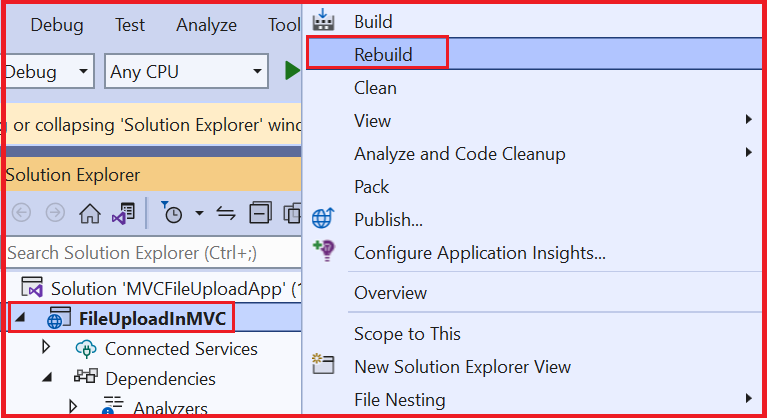 Debug Test Analyze Tools
Debug Any CPU
or collapsing 'Solution Explorer' wind
Solution Explorer
Search Solution Explorer (Ctrl+;)
Solution 'MVCFileUploadApp' (1
FileUploadInMVC
Connected Services
Dependencies
Analyzers
Build
Rebuild
Clean
View
Analyze and Code Cleanup
Pack
Publish...
Configure Application Insights...
Overview
Scope to This
New Solution Explorer View
File Nesting